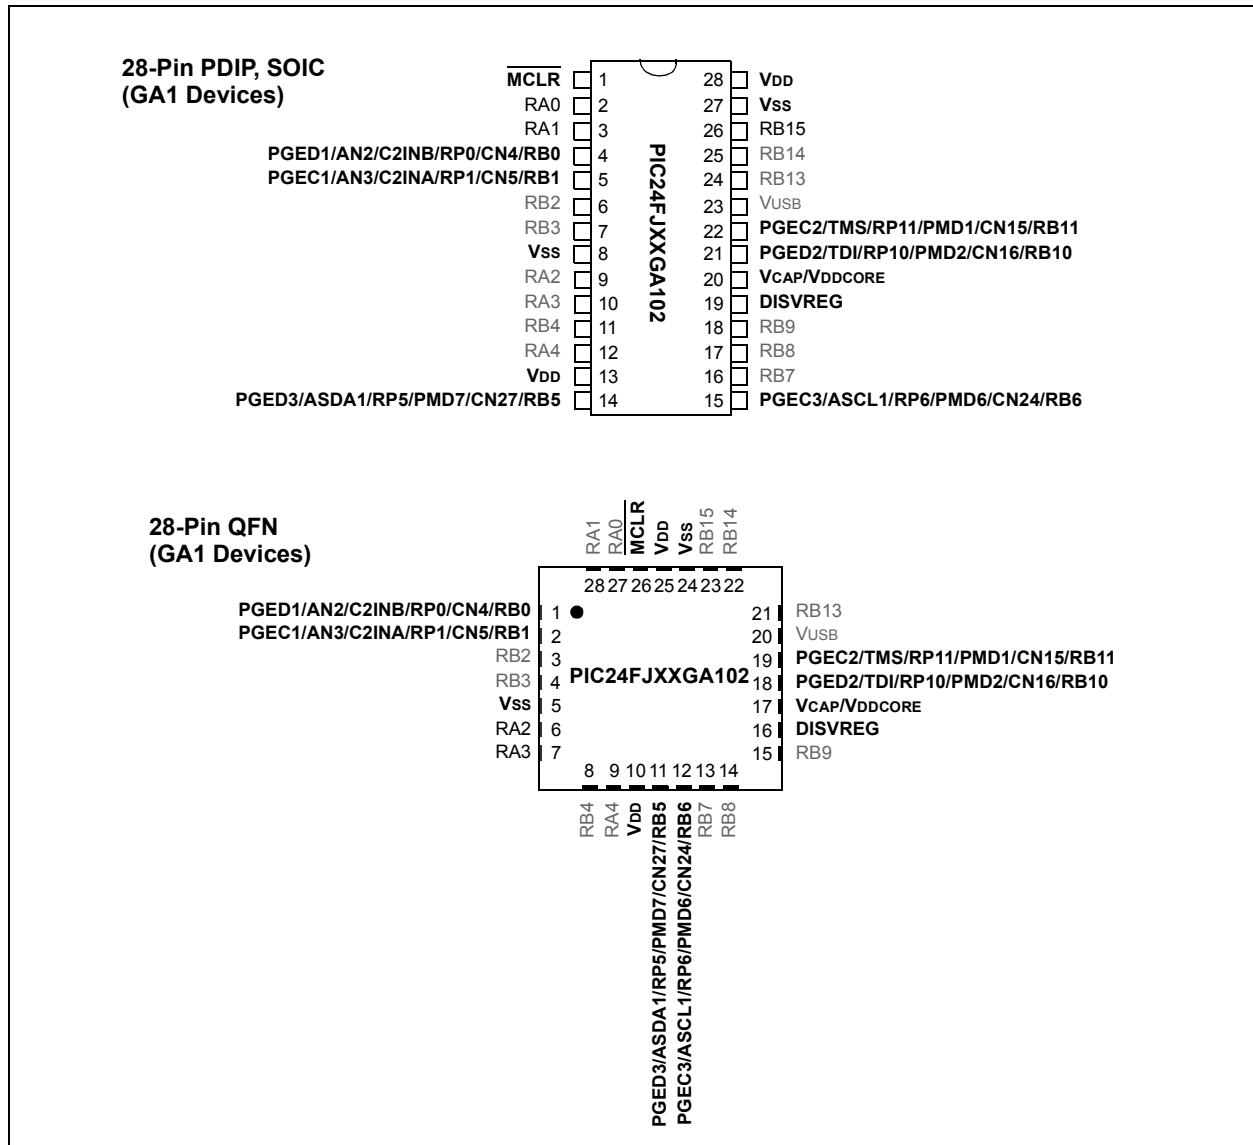 28-Pin PDIP, SOIC
(GA1 Devices)
MCLR 1 28 VDD
RA0 2 27 VSS
RA1 3 26 RB15
PGED1/AN2/C2INB/RP0/CN4/RB0 4 25 RB14
PGEC1/AN3/C2INA/RP1/CN5/RB1 5 24 RB13
RB2 6 23 VUSB
RB3 7 22 PGEC2/TMS/RP11/PMD1/CN15/RB11
VSS 8 21 PGED2/TDI/RP10/PMD2/CN16/RB10
RA2 9 20 VCAP/VDDCORE
RA3 10 19 DISVREG
RB4 11 18 RB9
RA4 12 17 RB8
VDD 13 16 RB7
PGED3/ASDA1/RP5/PMD7/CN27/RB5 14 15 PGEC3/ASCL1/RP6/PMD6/CN24/RB6
PIC24FJXXGA102
28-Pin QFN
(GA1 Devices)
RA1 RA0 MCLR VDD VSS RB15 RB14
28 27 26 25 24 23 22
PGED1/AN2/C2INB/RP0/CN4/RB0 1 21 RB13
PGEC1/AN3/C2INA/RP1/CN5/RB1 2 20 VUSB
RB2 3 19 PGEC2/TMS/RP11/PMD1/CN15/RB11
RB3 4 PIC24FJXXGA102 18 PGED2/TDI/RP10/PMD2/CN16/RB10
VSS 5 17 VCAP/VDDCORE
RA2 6 16 DISVREG
RA3 7 15 RB9
8 9 10 11 12 13 14
RB4 RA4 VDD PGED3/ASDA1/RP5/PMD7/CN27/RB5 PGEC3/ASCL1/RP6/PMD6/CN24/RB6 RB7 RB8